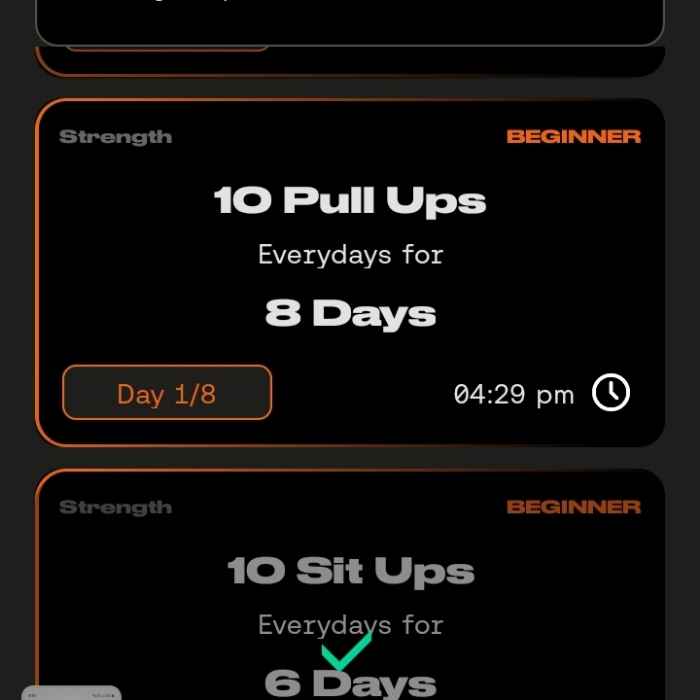 Strength
BEGINNER
10 Pull Ups
Everydays for
8 Days
Day 1/8
04:29 pm
Strength
BEGINNER
10 Sit Ups
Everydays for
6 Days